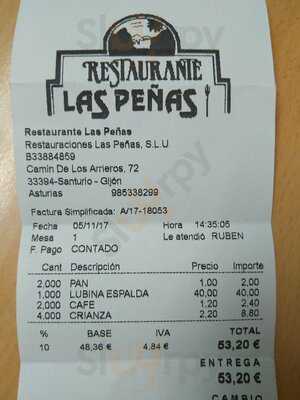 RESTAURANTE
LAS PEÑAS
Restaurante Las Peñas
Restauraciones Las Peñas, S.L.U
B33884859
Camin De Los Arrieros, 72
33394-Santurio - Gijón
Asturias 985338299
Factura Simplificada: A/17-18053
Fecha 05/11/17 Hora 14:35:05
Mesa 1 Le atendió RUBEN
F. Pago CONTADO
Cant Descripción Precio Importe
2,000 PAN 1,00 2,00
1,000 LUBINA ESPALDA 40,00 40,00
2,000 CAFE 1,20 2,40
4,000 CRIANZA 2,20 8,80
% BASE IVA TOTAL
10 48,36 € 4,84 € 53,20 €
ENTREGA
53,20 €
CAMBIO